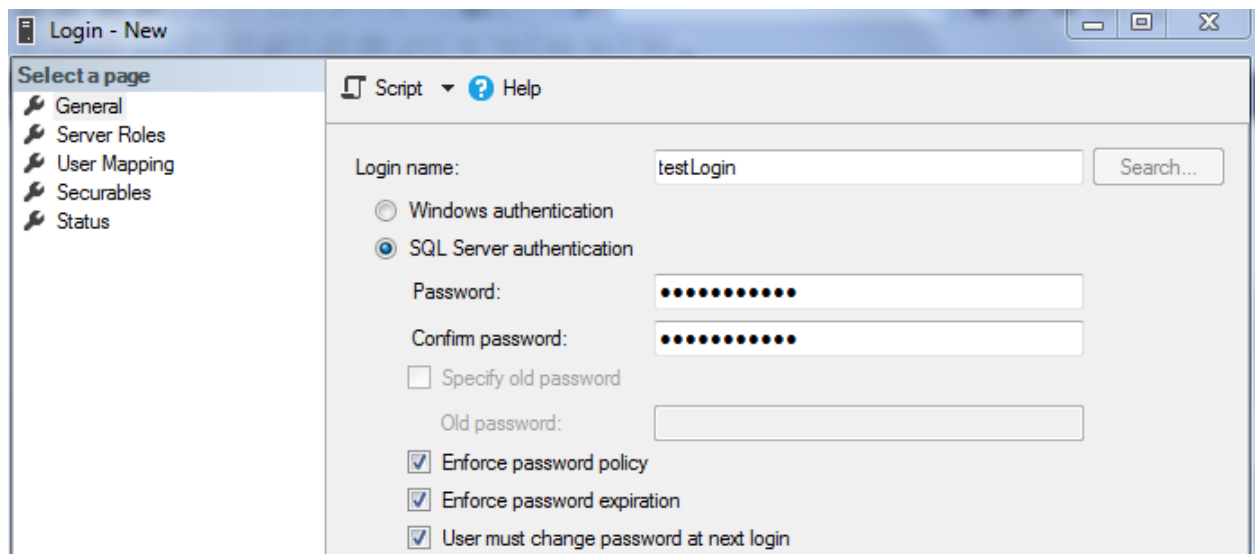 Login - New
Select a page
General
Server Roles
User Mapping
Securables
Status
Script Help
Login name: testLogin Search...
Windows authentication
SQL Server authentication
Password: ●●●●●●●●●●●
Confirm password: ●●●●●●●●●●●
Specify old password
Old password:
Enforce password policy
Enforce password expiration
User must change password at next login